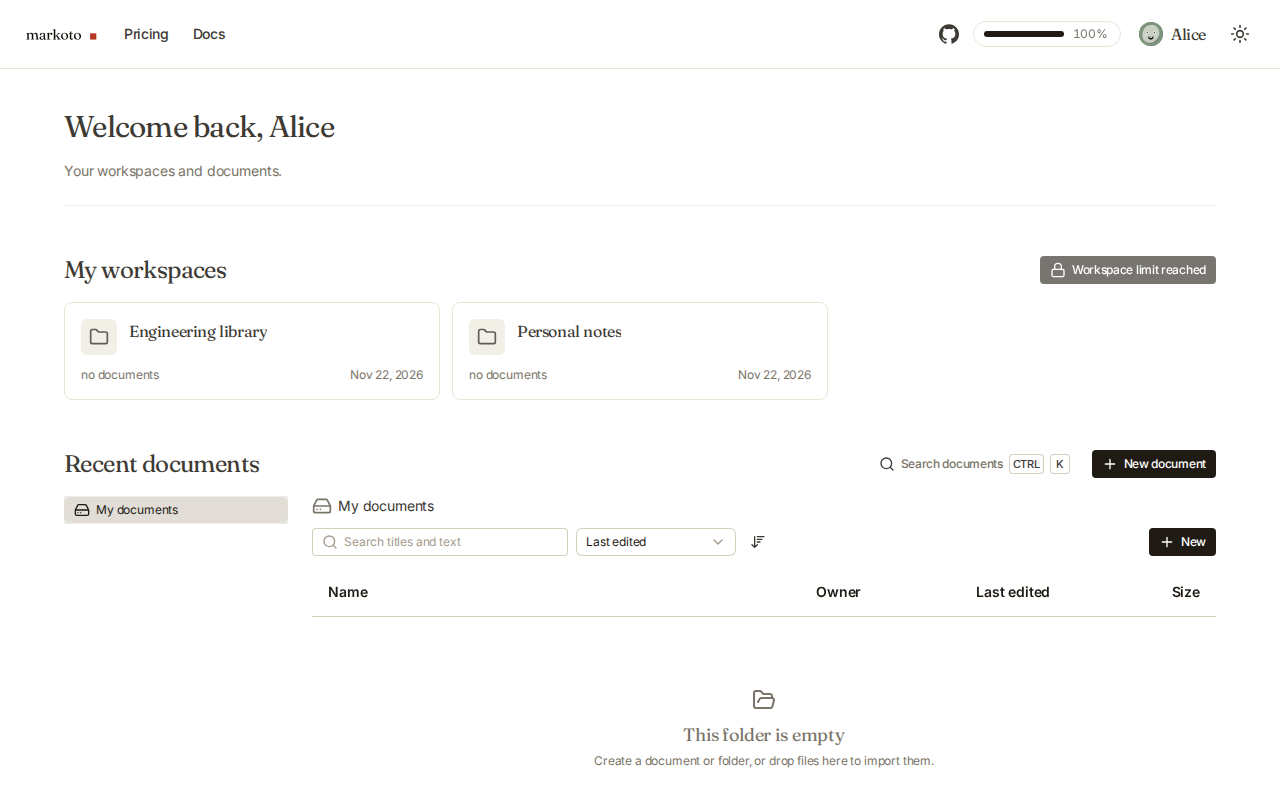 markoto
Pricing
Docs
100%
Alice
Welcome back, Alice
Your workspaces and documents.
My workspaces
Workspace limit reached
Engineering library
no documents
Nov 22, 2026
Personal notes
no documents
Nov 22, 2026
Recent documents
Search documents CTRL K
New document
My documents
My documents
Search titles and text
Last edited
New
Name
Owner
Last edited
Size
This folder is empty
Create a document or folder, or drop files here to import them.